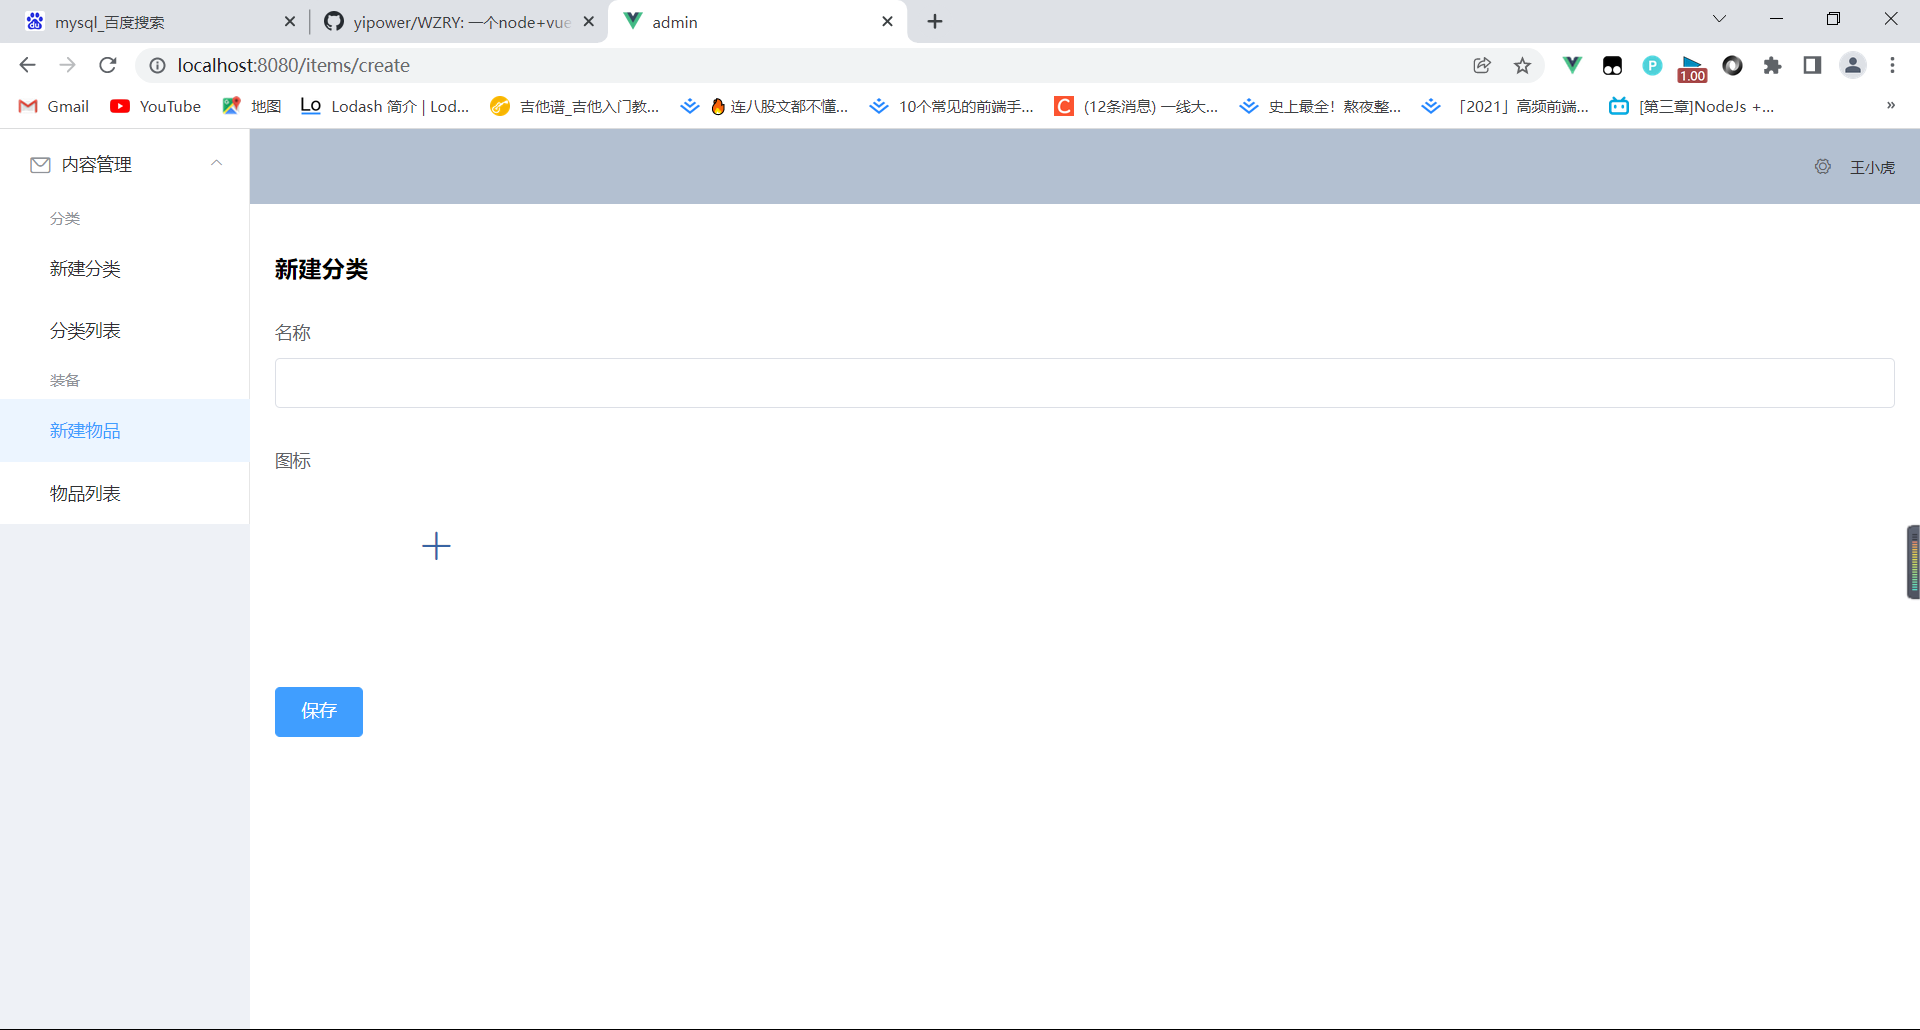 mysql_百度搜索
yipower/WZRY: 一个node+vue
admin
localhost:8080/items/create
P
1.00
Gmail
YouTube
地图
Lo
Lodash 简介 | Lod...
吉他谱_吉他入门教...
连八股文都不懂...
10个常见的前端手...
C
(12条消息) 一线大...
史上最全！熬夜整...
「2021」高频前端...
[第三章]NodeJs +...
»
内容管理
王小虎
分类
新建分类
分类列表
装备
新建物品
物品列表
新建分类
名称
图标
保存